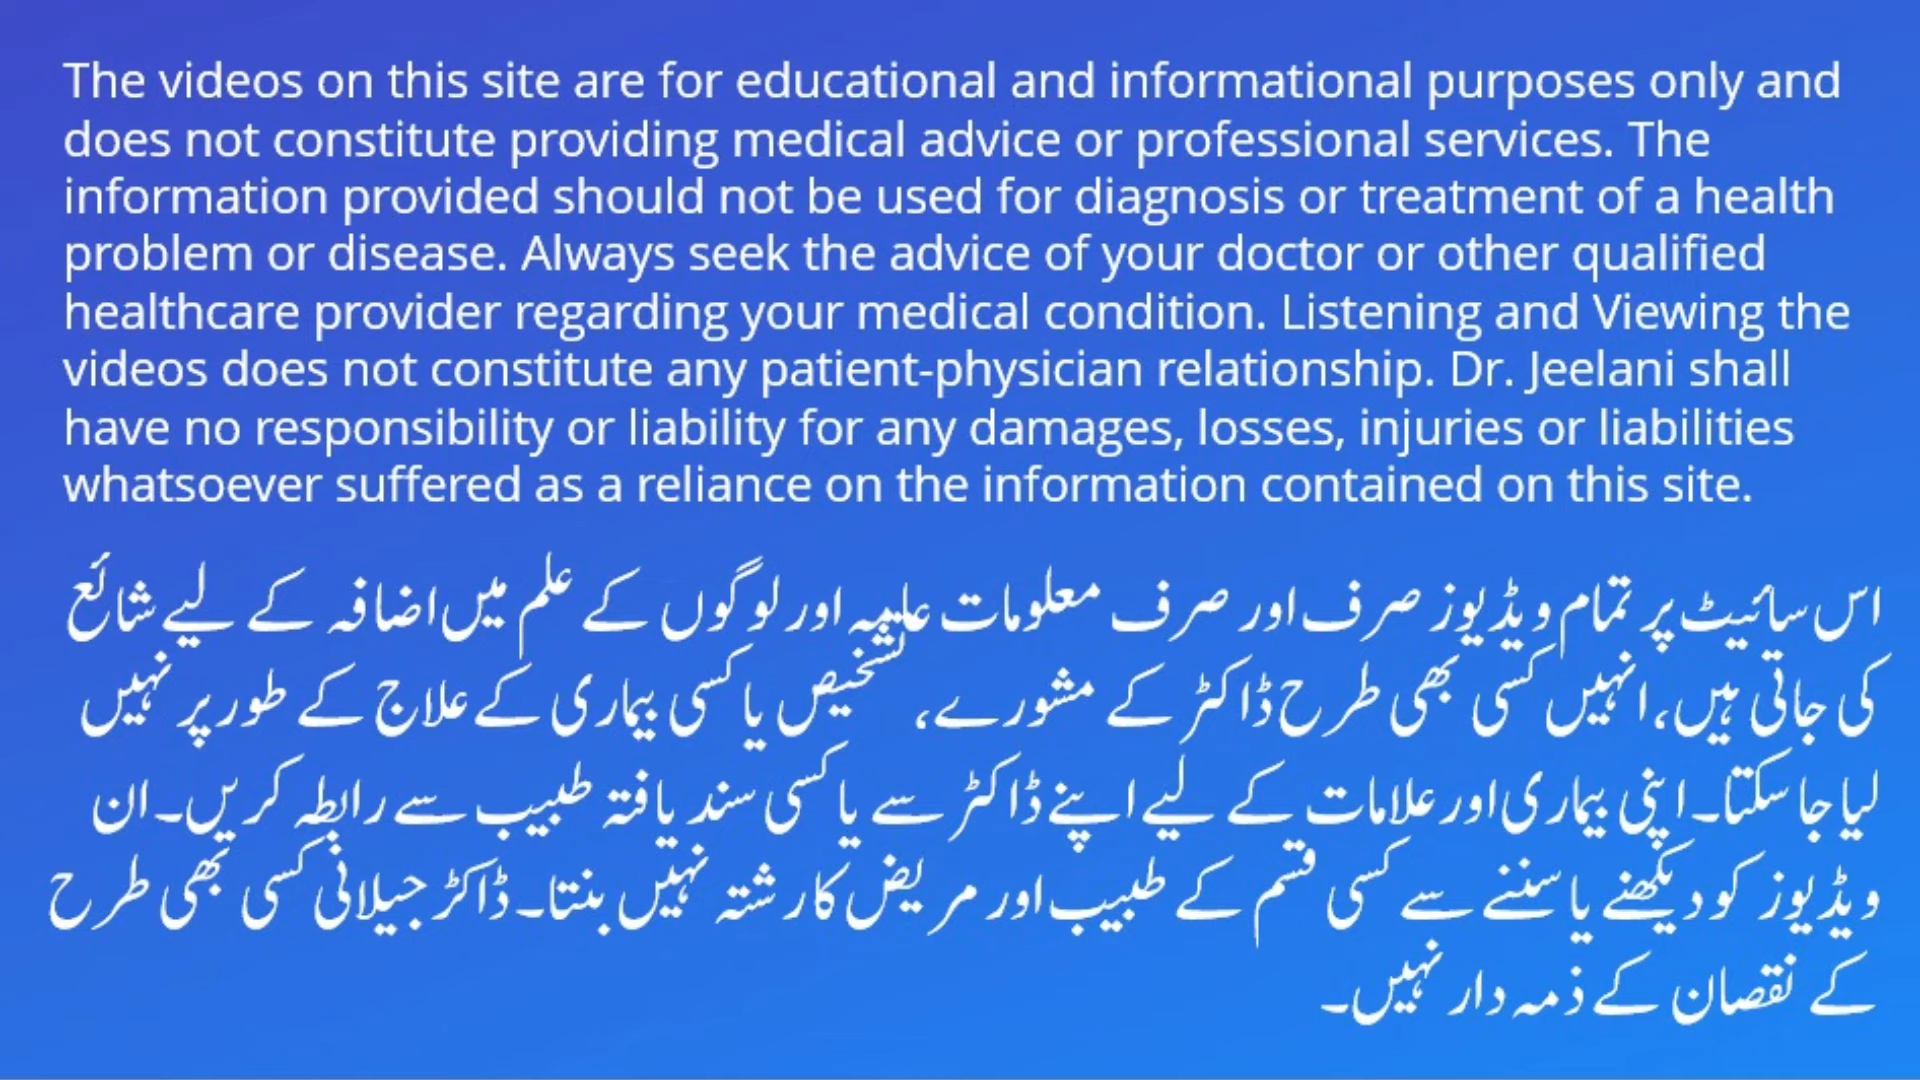 The videos on this site are for educational and informational purposes only and
does not constitute providing medical advice or professional services. The
information provided should not be used for diagnosis or treatment of a health
problem or disease. Always seek the advice of your doctor or other qualified
healthcare provider regarding your medical condition. Listening and Viewing the
videos does not constitute any patient-physician relationship. Dr. Jeelani shall
have no responsibility or liability for any damages, losses, injuries or liabilities
whatsoever suffered as a reliance on the information contained on this site.
اس سائیٹ پر تمام ویڈیوز صرف اور صرف معلومات عامیہ اور لوگوں کے علم میں اضافہ کے لیے شائع
کی جاتی ہیں، انہیں کسی بھی طرح ڈاکٹر کے مشورے، تشخیص یا کسی بیماری کے علاج کے طور پر نہیں
لیا جا سکتا۔ اپنی بیماری اور علامات کے لیے اپنے ڈاکٹر سے یا کسی سند یافتہ طبیب سے رابطہ کریں۔ ان
ویڈیوز کو دیکھنے یا سننے سے کسی قسم کے طبیب اور مریض کا رشتہ نہیں بنتا۔ ڈاکٹر جیلانی کسی بھی طرح
کے نقصان کے ذمہ دار نہیں۔